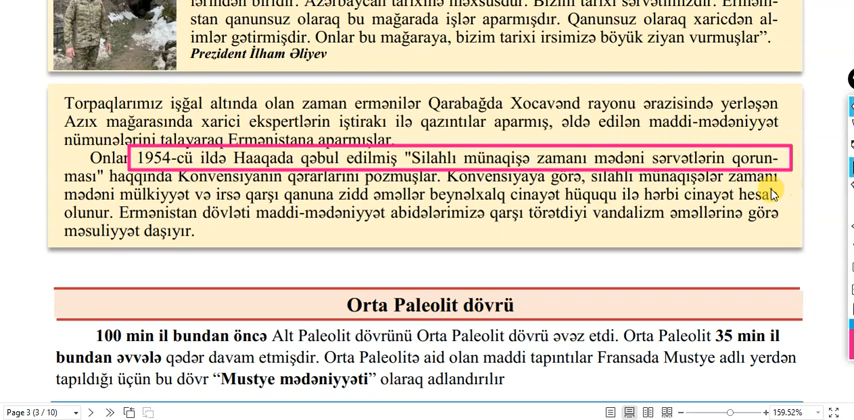 lərindən biridir. Azərbaycan tarixinə məxsusdur. Bizim tarixi sərvətimizdir. Ermənis-
stan qanunsuz olaraq bu mağarada işlər aparmışdır. Qanunsuz olaraq xaricdən al-
imlər gətirmişdir. Onlar bu mağaraya, bizim tarixi irsimizə böyük ziyan vurmuşlar”.
Prezident İlham Əliyev
Torpaqlarımız işğal altında olan zaman ermənilər Qarabağda Xocavənd rayonu ərazisində yerləşən
Azıx mağarasında xarici ekspertlərin iştirakı ilə qazıntılar aparmış, əldə edilən maddi-mədəniyyət
nümunələrini talayaraq Ermənistana aparmışlar.
Onlar 1954-cü ildə Haaqada qəbul edilmiş "Silahlı münaqişə zamanı mədəni sərvətlərin qorun-
ması" haqqında Konvensiyanın qərarlarını pozmuşlar. Konvensiyaya görə, silahlı münaqişələr zamanı
mədəni mülkiyyət və irsə qarşı qanuna zidd əməllər beynəlxalq cinayət hüququ ilə hərbi cinayət hesab
olunur. Ermənistan dövləti maddi-mədəniyyət abidələrimizə qarşı törətdiyi vandalizm əməllərinə görə
məsuliyyət daşıyır.
Orta Paleolit dövrü
100 min il bundan öncə Alt Paleolit dövrünü Orta Paleolit dövrü əvəz etdi. Orta Paleolit 35 min il
bundan əvvələ qədər davam etmişdir. Orta Paleolitə aid olan maddi tapıntılar Fransada Mustye adlı yerdən
tapıldığı üçün bu dövr “Mustye mədəniyyəti” olaraq adlandırılır
Page 3 (3 / 10)
159.52%